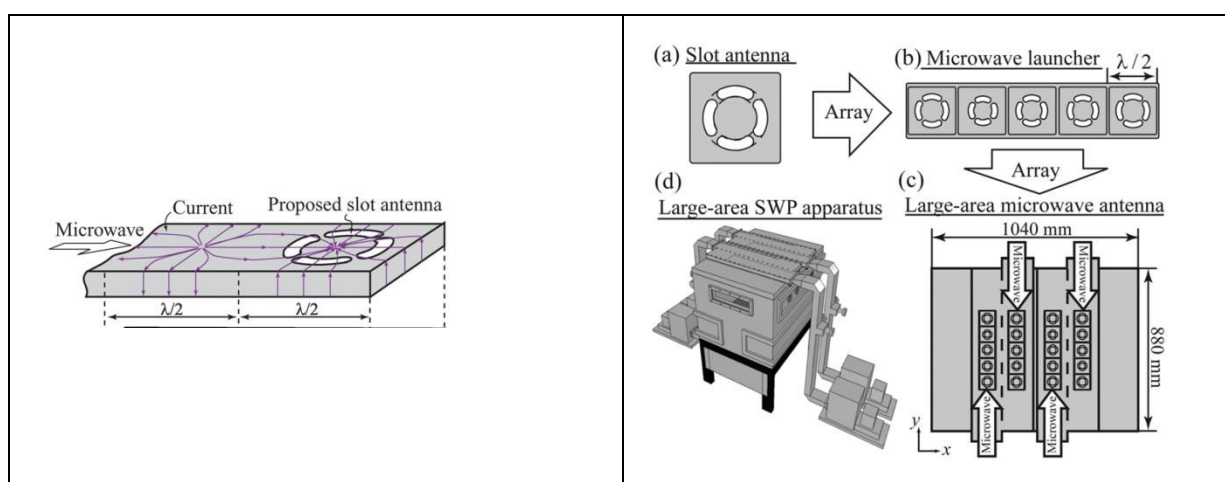 Microwave
Current
Proposed slot antenna
λ/2
λ/2
(a) Slot antenna
Array
(b) Microwave launcher
λ/2
Array
(d)
Large-area SWP apparatus
(c)
Large-area microwave antenna
1040 mm
Microwave
Microwave
880 mm
Microwave
Microwave
y
x